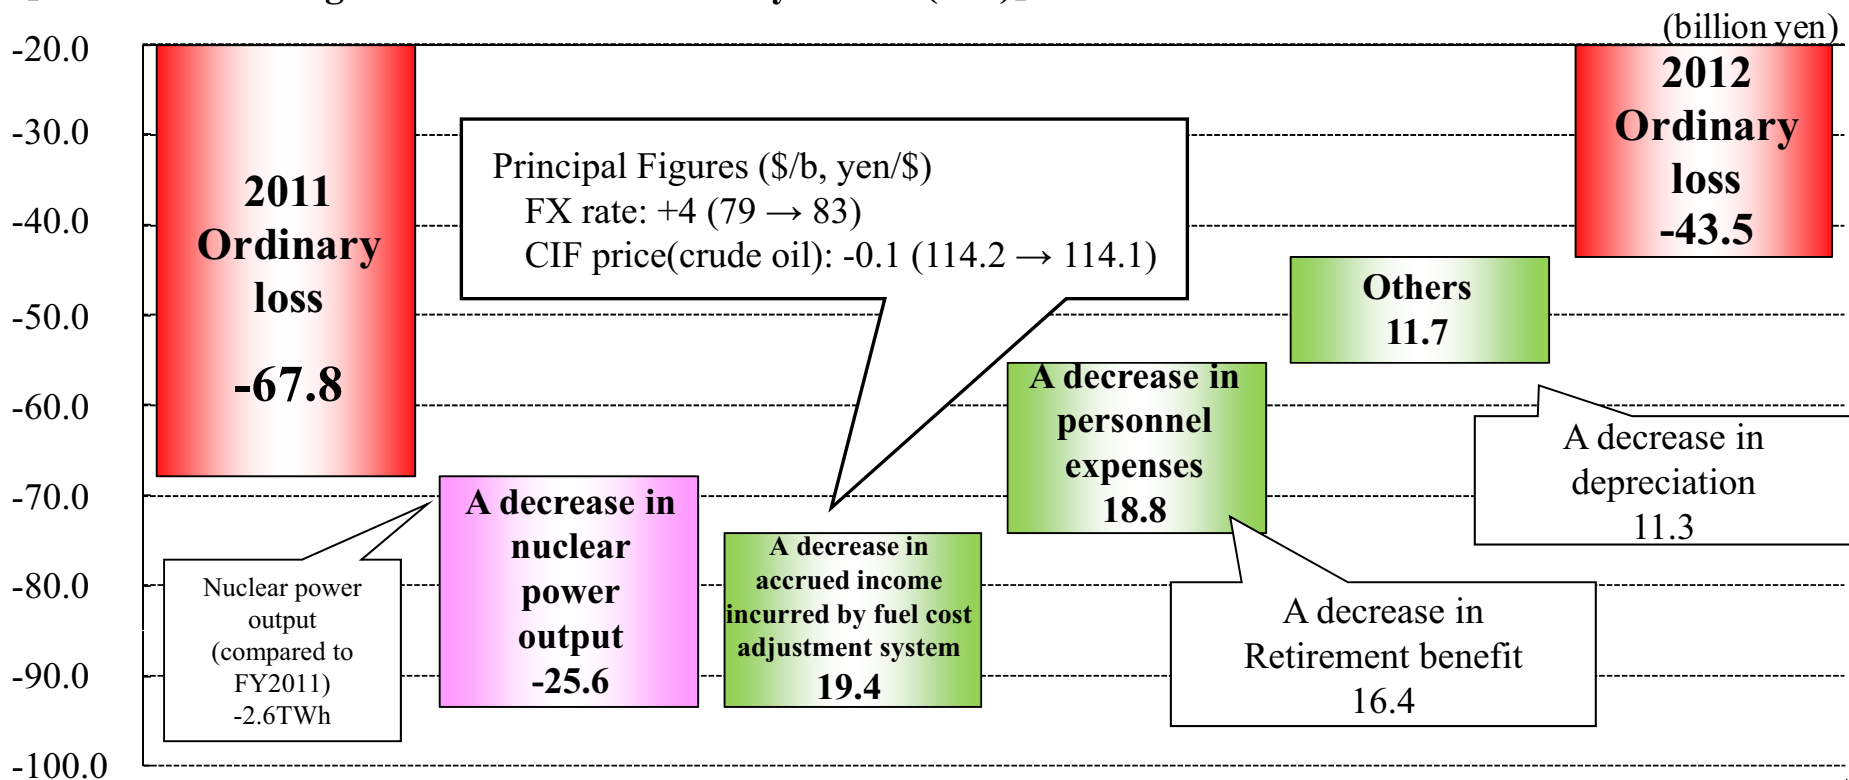 (billion yen)
-20.0
-30.0
-40.0
-50.0
-60.0
-70.0
-80.0
-90.0
-100.0
2011
Ordinary
loss
-67.8
Nuclear power
output
(compared to
FY2011)
-2.6TWh
A decrease in
nuclear
power
output
-25.6
Principal Figures ($/b, yen/$)
FX rate: +4 (79 → 83)
CIF price(crude oil): -0.1 (114.2 → 114.1)
A decrease in
accrued income
incurred by fuel cost
adjustment system
19.4
A decrease in
personnel
expenses
18.8
A decrease in
Retirement benefit
16.4
Others
11.7
A decrease in
depreciation
11.3
2012
Ordinary
loss
-43.5